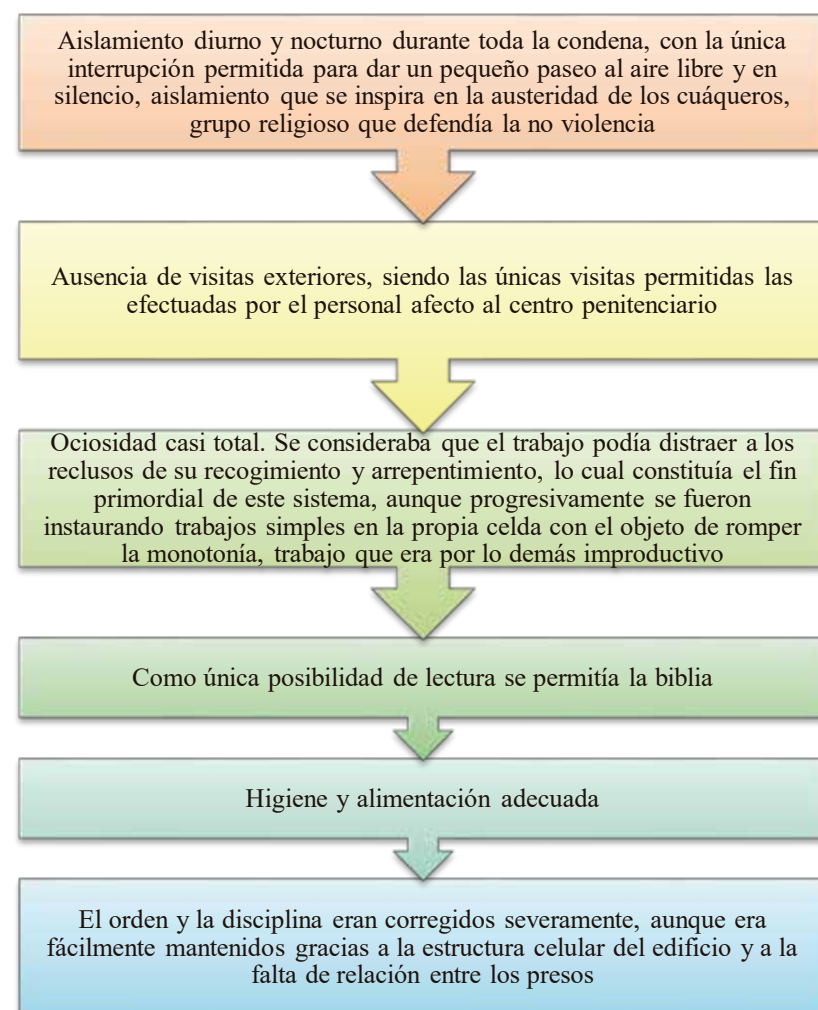 Aislamiento diurno y nocturno durante toda la condena, con la única
interrupción permitida para dar un pequeño paseo al aire libre y en
silencio, aislamiento que se inspira en la austeridad de los cuáqueros,
grupo religioso que defendía la no violencia
Ausencia de visitas exteriores, siendo las únicas visitas permitidas las
efectuadas por el personal afecto al centro penitenciario
Ociosidad casi total. Se consideraba que el trabajo podía distraer a los
reclusos de su recogimiento y arrepentimiento, lo cual constituía el fin
primordial de este sistema, aunque progresivamente se fueron
instaurando trabajos simples en la propia celda con el objeto de romper
la monotonía, trabajo que era por lo demás improductivo
Como única posibilidad de lectura se permitía la biblia
Higiene y alimentación adecuada
El orden y la disciplina eran corregidos severamente, aunque era
fácilmente mantenidos gracias a la estructura celular del edificio y a la
falta de relación entre los presos